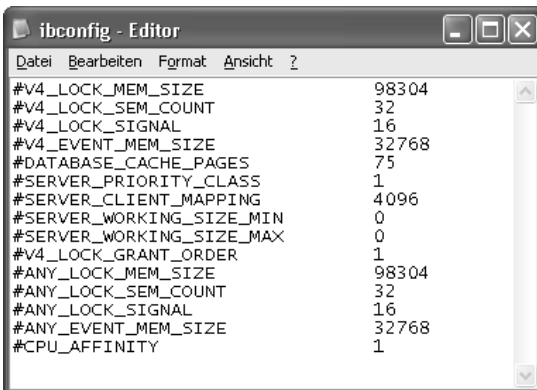 ibconfig - Editor
Datei Bearbeiten Format Ansicht ?
#V4_LOCK_MEM_SIZE 98304
#V4_LOCK_SEM_COUNT 32
#V4_LOCK_SIGNAL 16
#V4_EVENT_MEM_SIZE 32768
#DATABASE_CACHE_PAGES 75
#SERVER_PRIORITY_CLASS 1
#SERVER_CLIENT_MAPPING 4096
#SERVER_WORKING_SIZE_MIN 0
#SERVER_WORKING_SIZE_MAX 0
#V4_LOCK_GRANT_ORDER 1
#ANY_LOCK_MEM_SIZE 98304
#ANY_LOCK_SEM_COUNT 32
#ANY_LOCK_SIGNAL 16
#ANY_EVENT_MEM_SIZE 32768
#CPU_AFFINITY 1